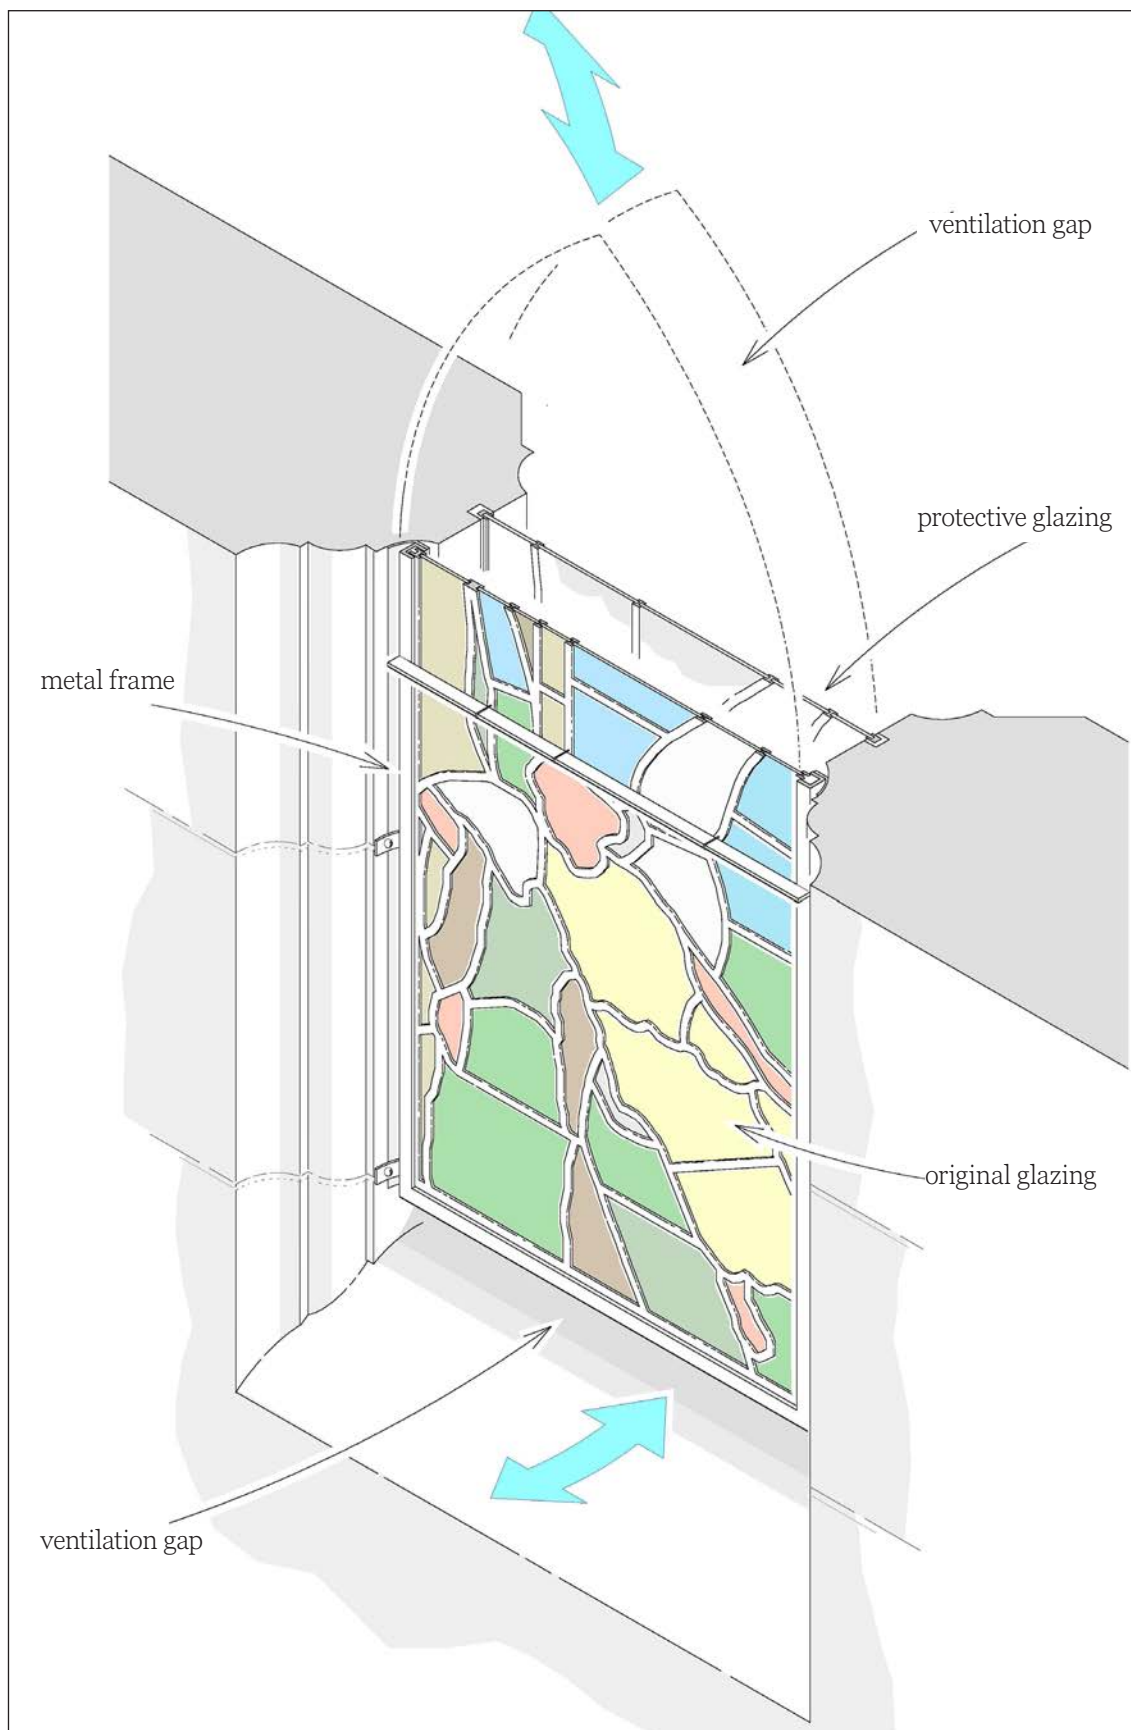 ventilation gap
protective glazing
metal frame
original glazing
ventilation gap